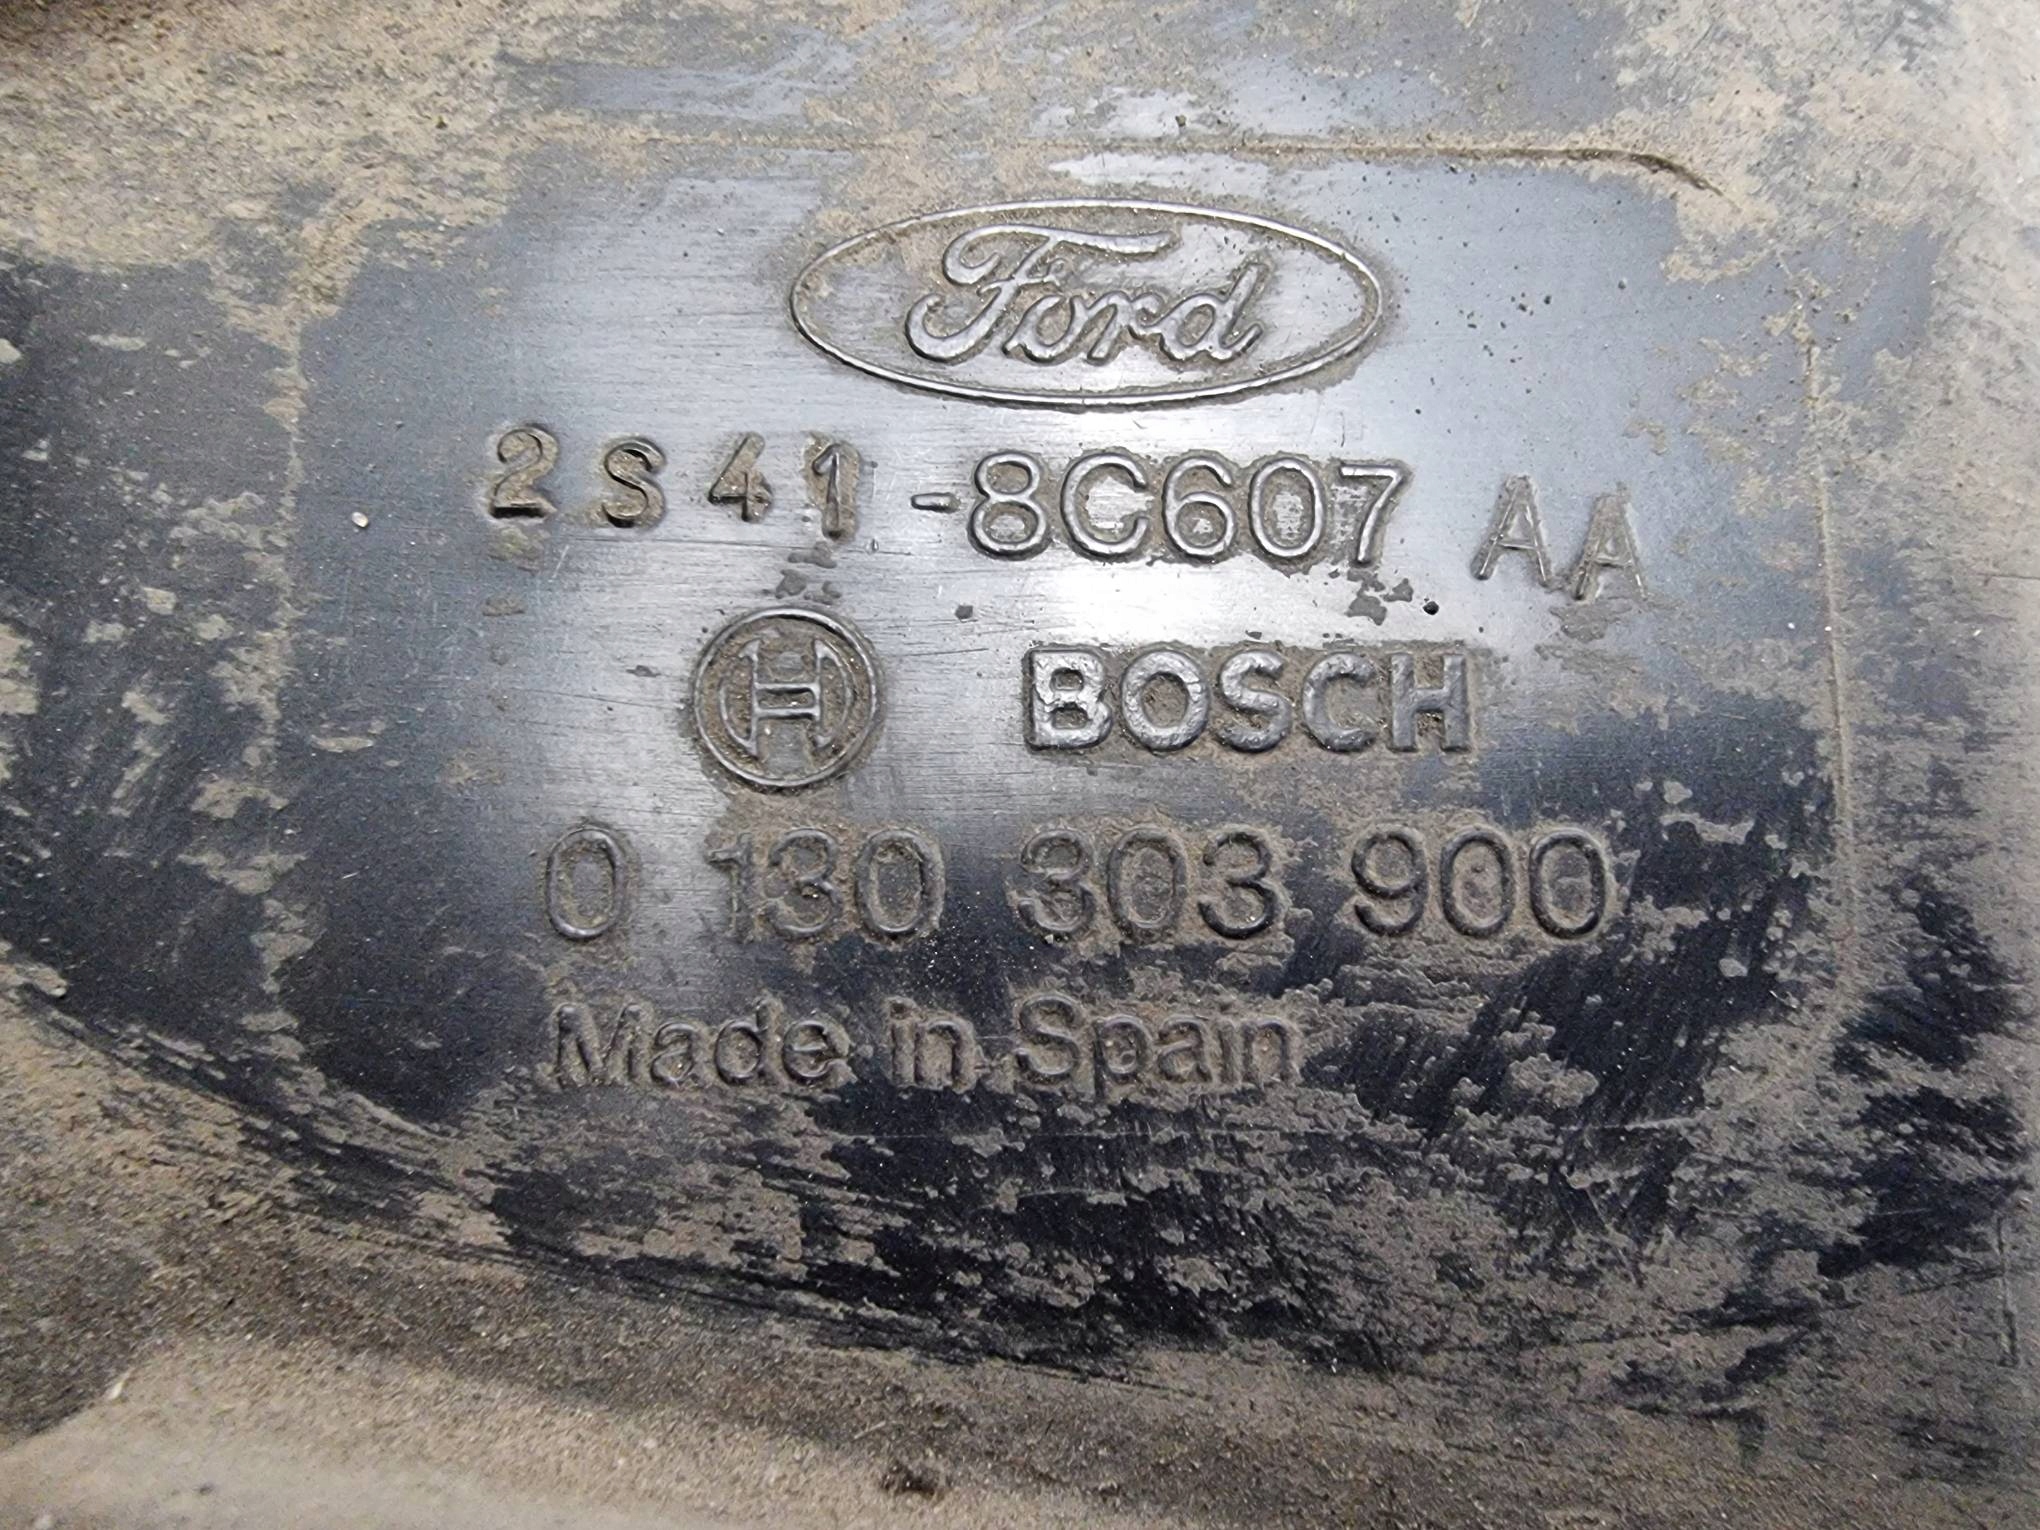 Ford
2S41-8C607 AA
BOSCH
0 130 303 900
Made in Spain